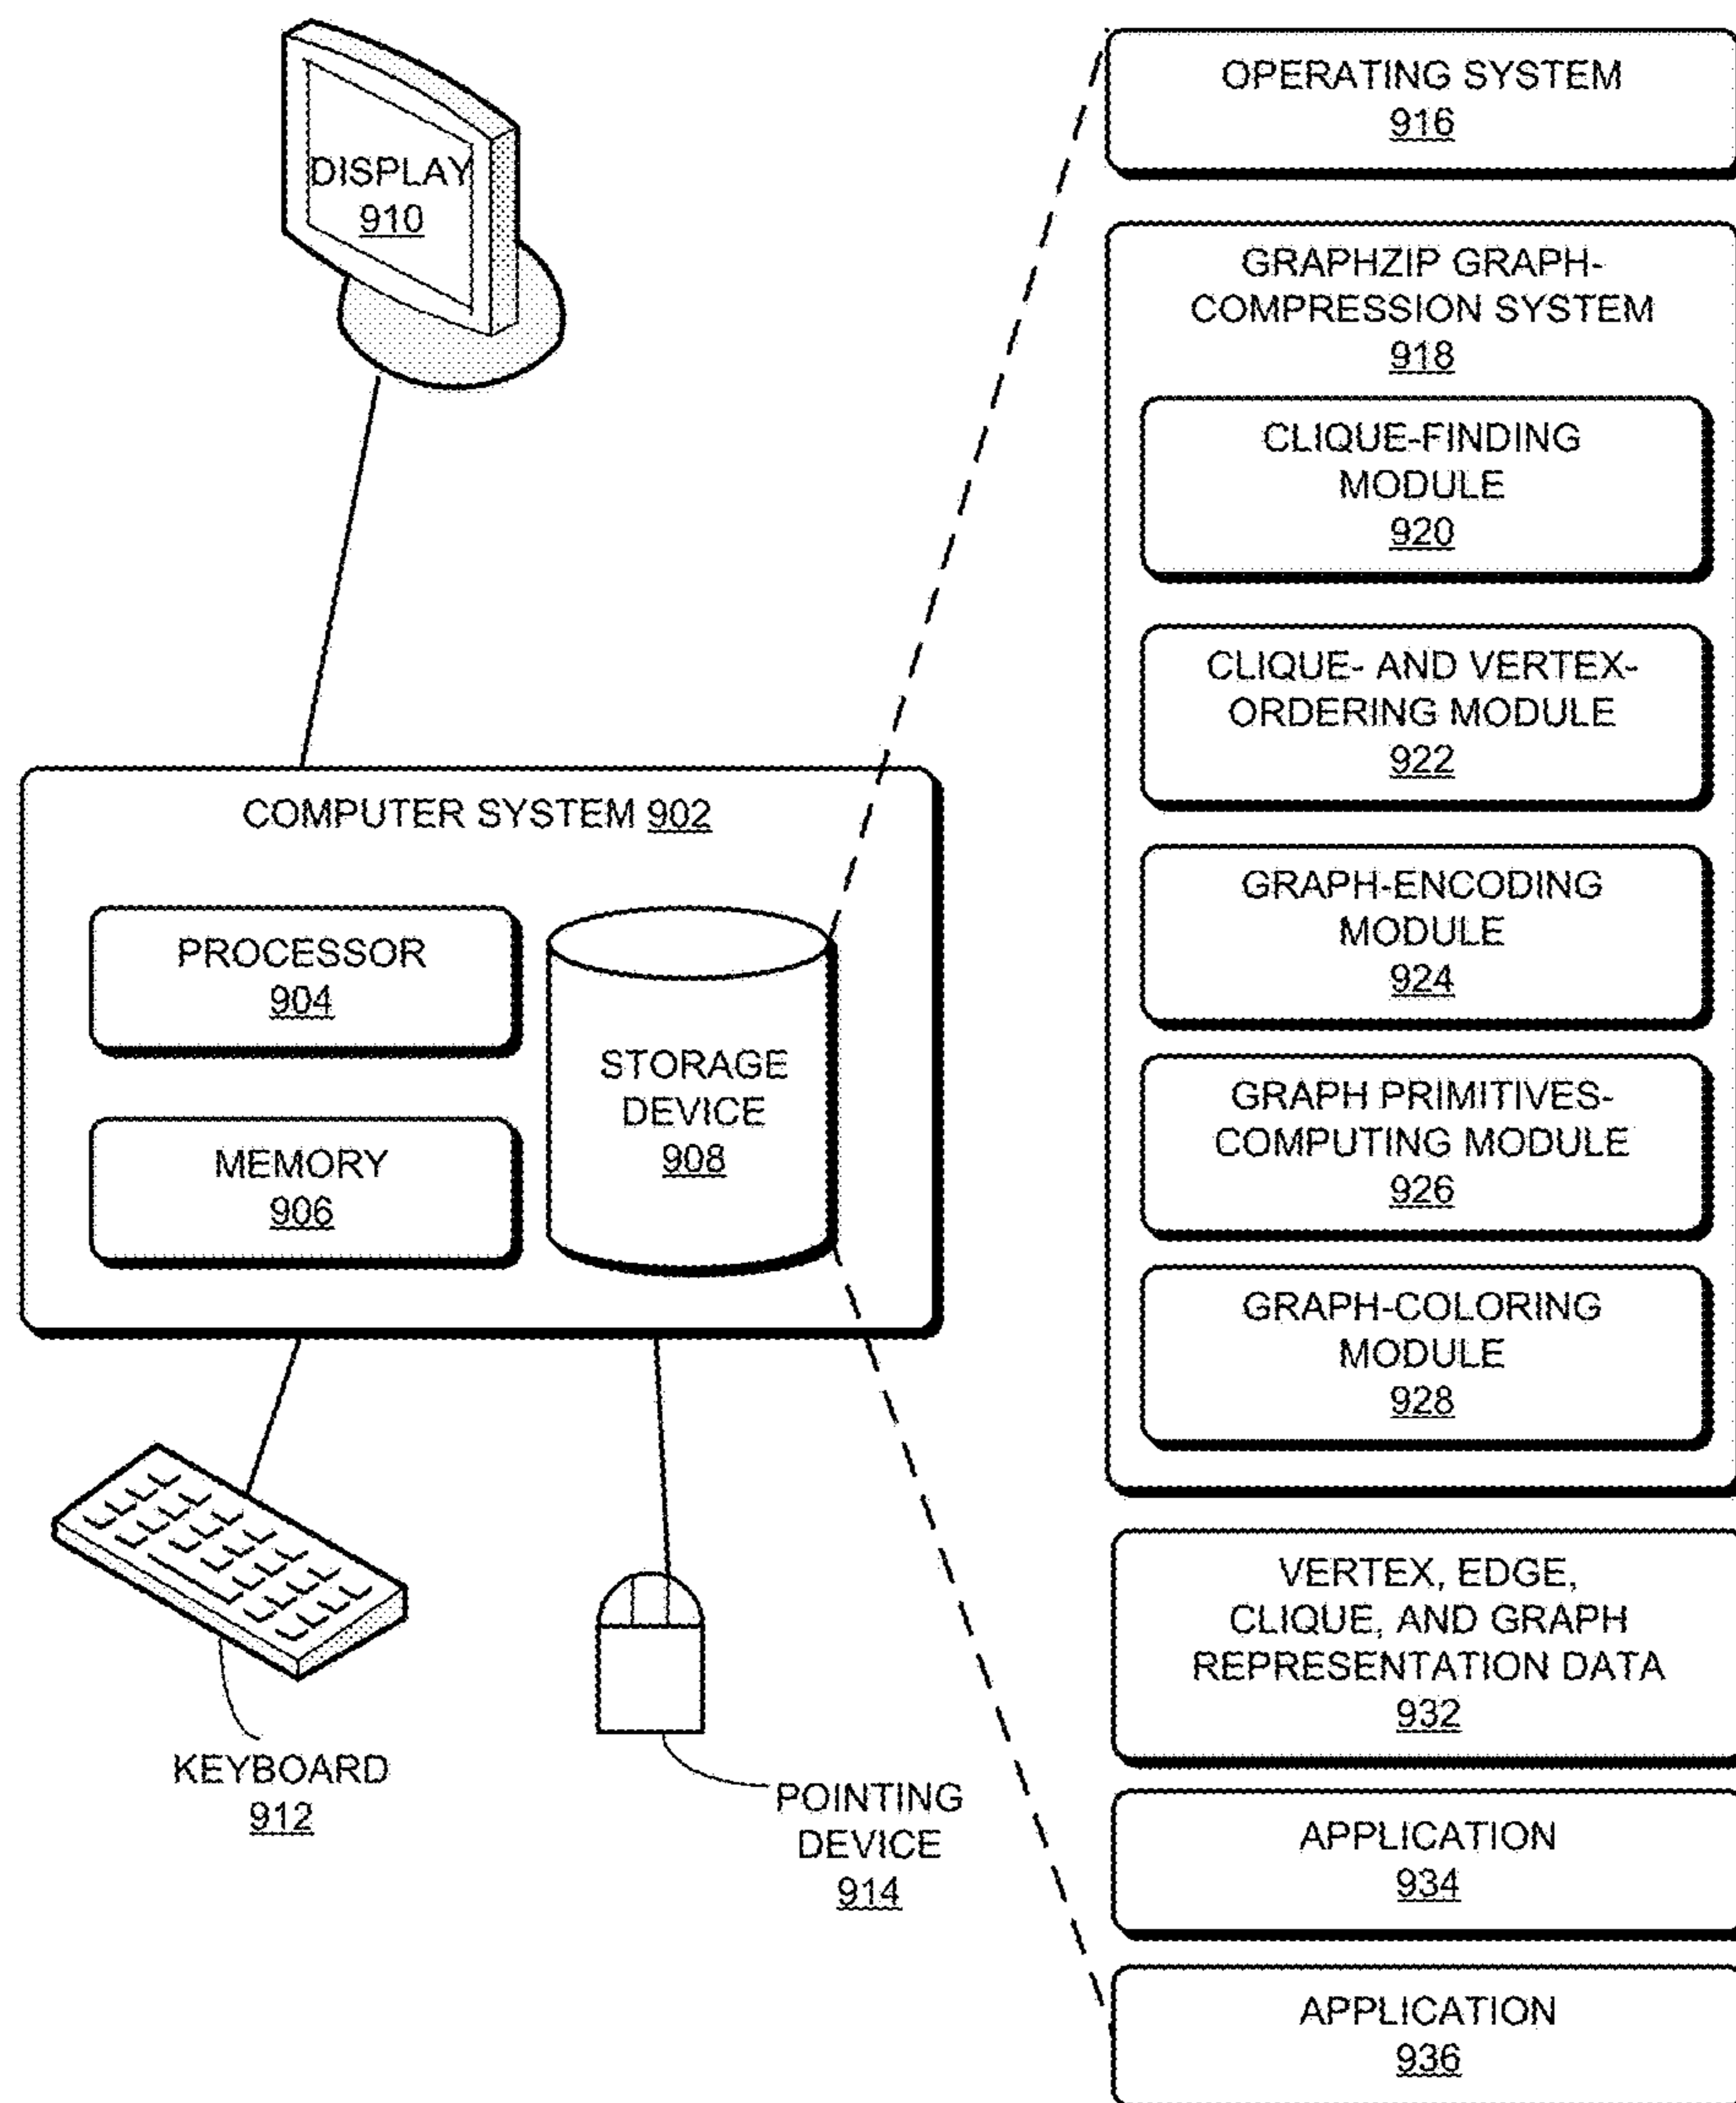 DISPLAY
910
COMPUTER SYSTEM 902
PROCESSOR
904
MEMORY
906
STORAGE
DEVICE
908
KEYBOARD
912
POINTING
DEVICE
914
OPERATING SYSTEM
916
GRAPHZIP GRAPH-
COMPRESSION SYSTEM
918
CLIQUE-FINDING
MODULE
920
CLIQUE- AND VERTEX-
ORDERING MODULE
922
GRAPH-ENCODING
MODULE
924
GRAPH PRIMITIVES-
COMPUTING MODULE
926
GRAPH-COLORING
MODULE
928
VERTEX, EDGE,
CLIQUE, AND GRAPH
REPRESENTATION DATA
932
APPLICATION
934
APPLICATION
936